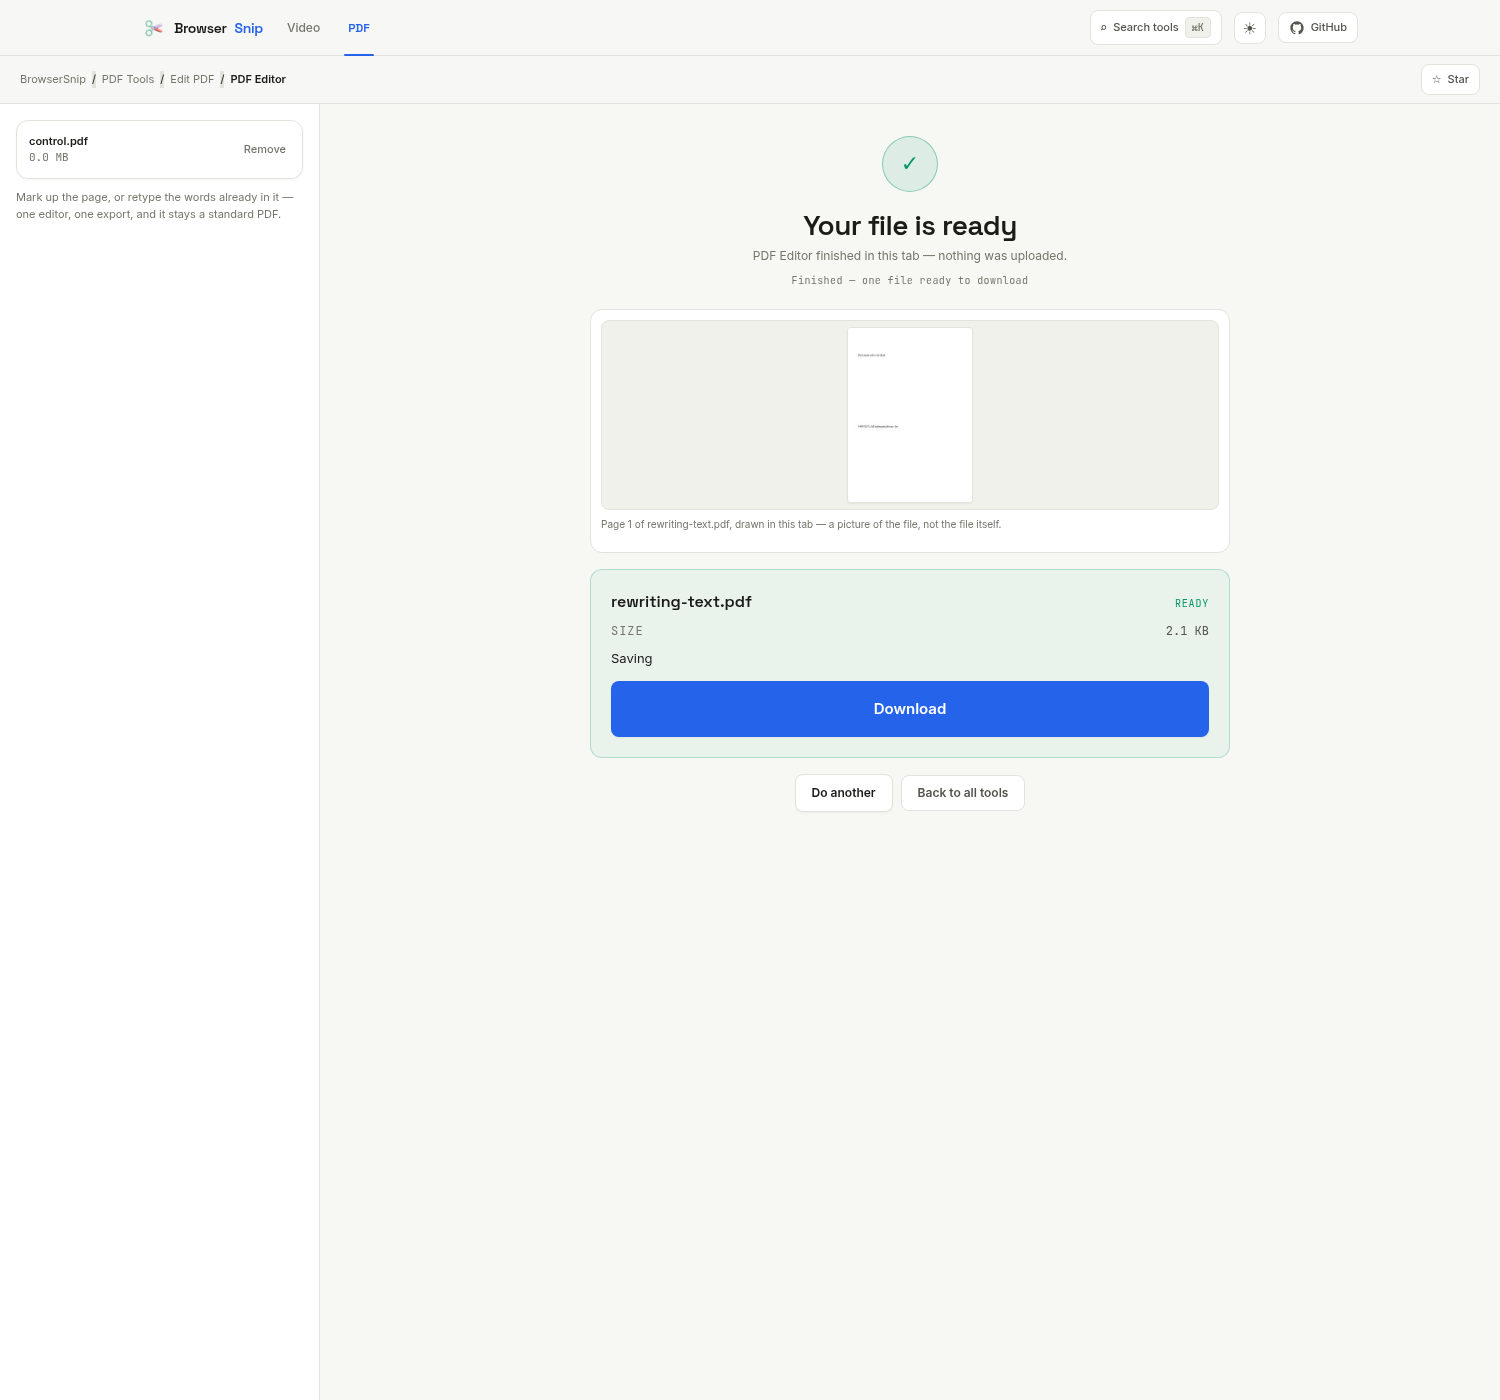 Browser Snip Video PDF Search tools ⌘K GitHub
BrowserSnip / PDF Tools / Edit PDF / PDF Editor ☆ Star
control.pdf
0.0 MB
Remove
Mark up the page, or retype the words already in it —
one editor, one export, and it stays a standard PDF.
✓
Your file is ready
PDF Editor finished in this tab — nothing was uploaded.
Finished — one file ready to download
Page 1 of rewriting-text.pdf, drawn in this tab — a picture of the file, not the file itself.
rewriting-text.pdf READY
SIZE 2.1 KB
Saving
Download
Do another Back to all tools